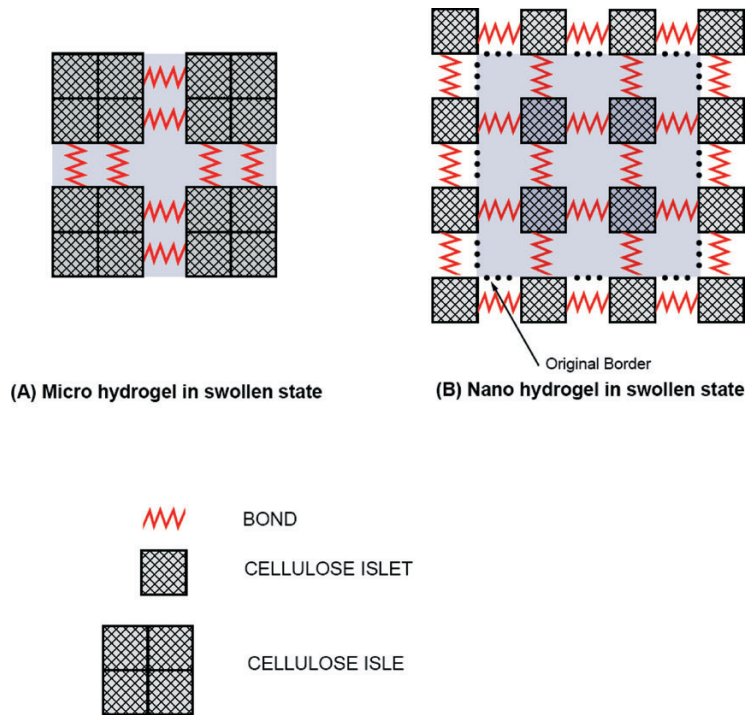 Original Border
(A) Micro hydrogel in swollen state
(B) Nano hydrogel in swollen state
BOND
CELLULOSE ISLET
CELLULOSE ISLE